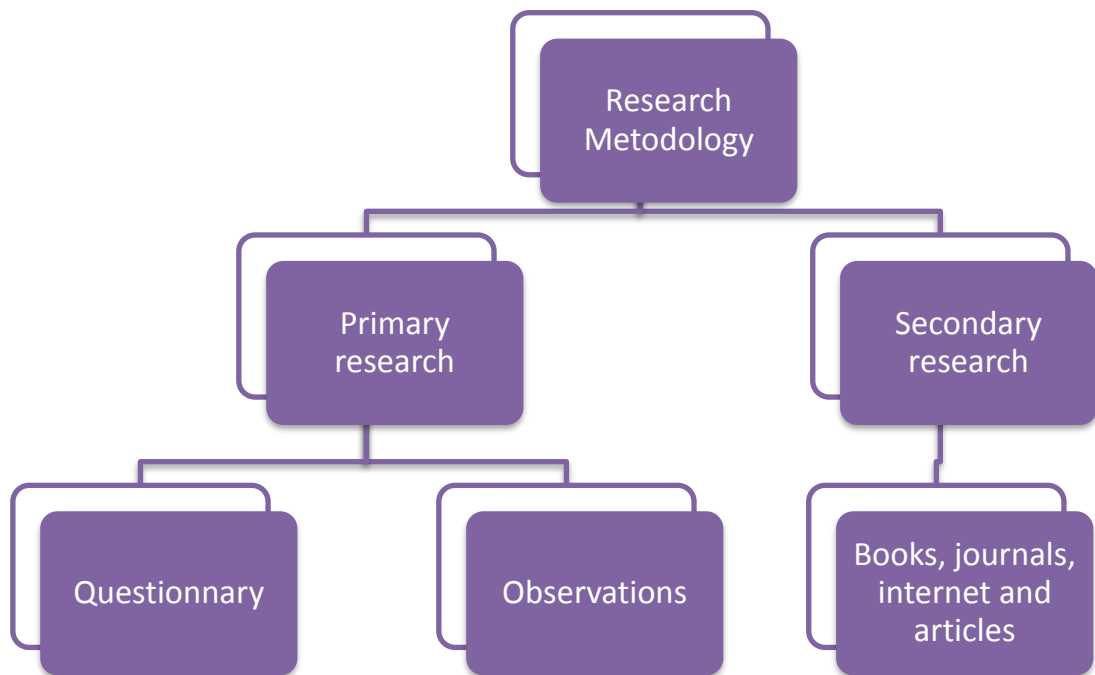 Research
Metodology
Primary
research
Secondary
research
Questionnary
Observations
Books, journals,
internet and
articles